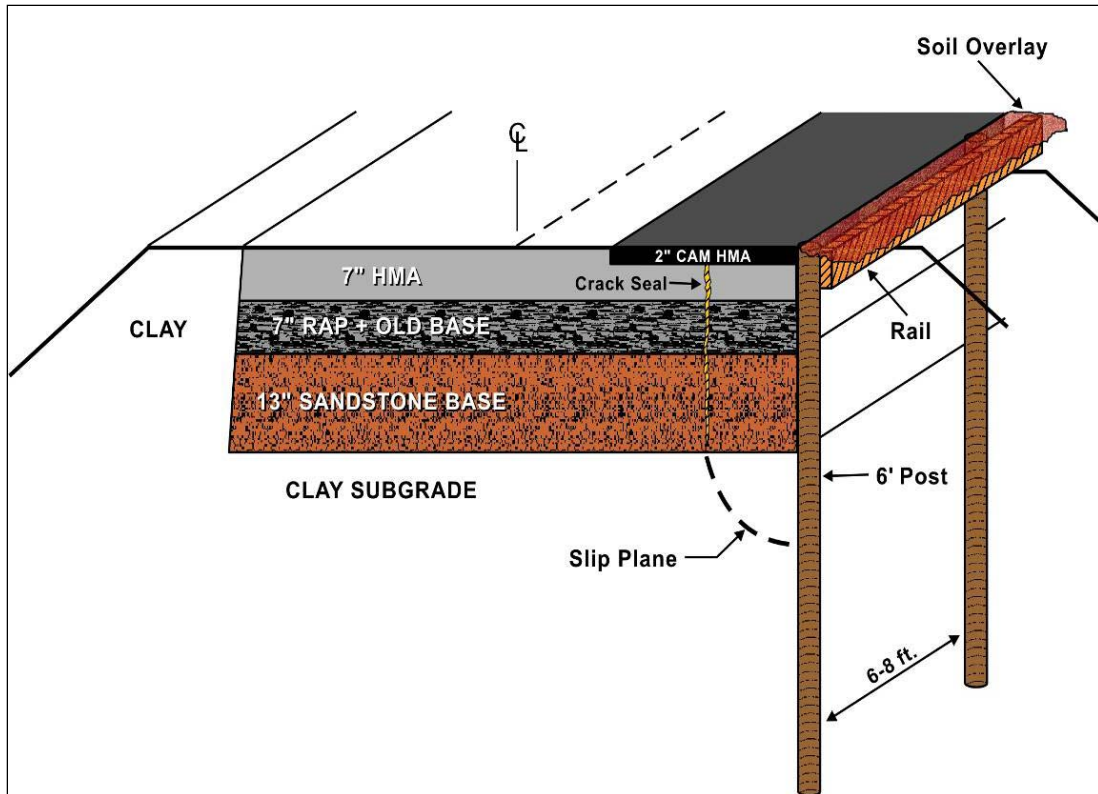 Soil Overlay
℄
2" CAM HMA
7" HMA
Crack Seal
CLAY
7" RAP + OLD BASE
Rail
13" SANDSTONE BASE
6' Post
CLAY SUBGRADE
Slip Plane
6-8 ft.